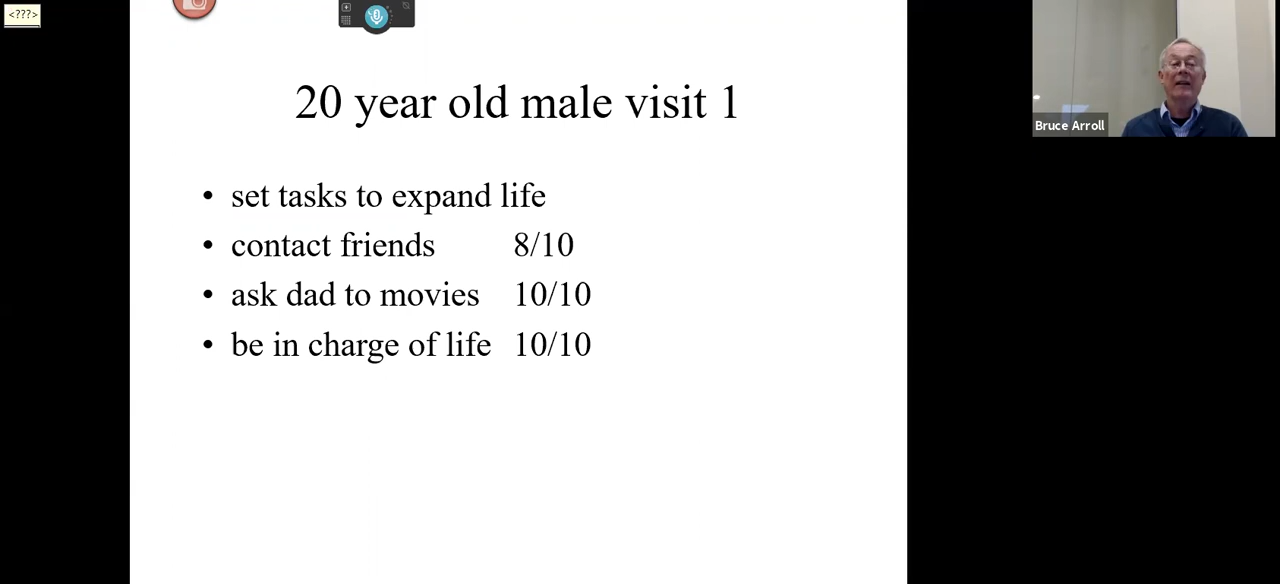 <???>
20 year old male visit 1
• set tasks to expand life
• contact friends 8/10
• ask dad to movies 10/10
• be in charge of life 10/10
Bruce Arroll